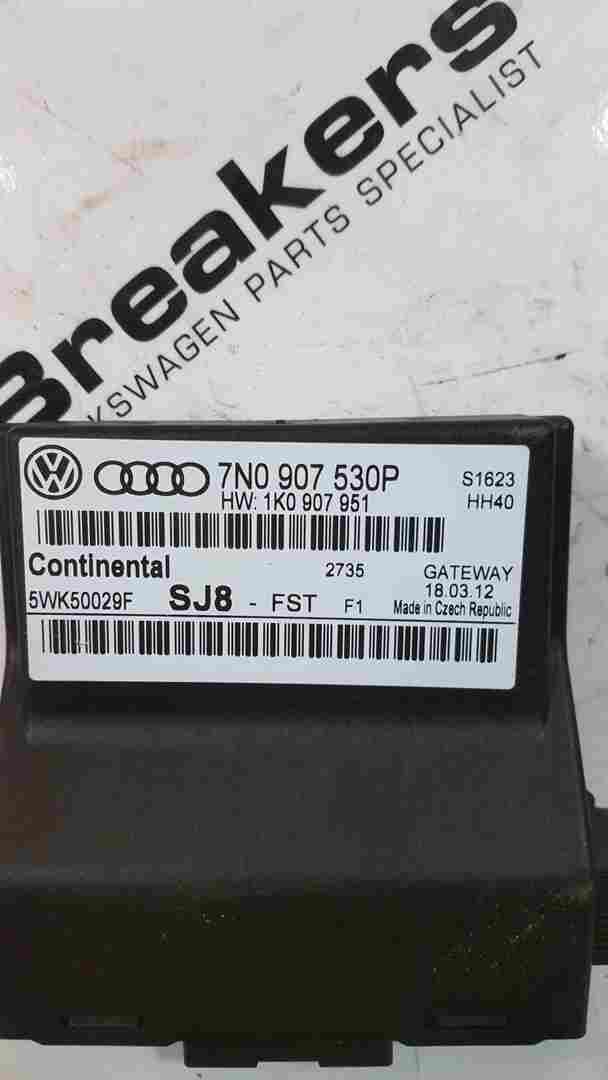 Breakers
VOLKSWAGEN PARTS SPECIALIST
7N0 907 530P
HW: 1K0 907 951
S1623
HH40
Continental
2735
GATEWAY
5WK50029F SJ8 - FST F1
18.03.12
Made in Czech Republic